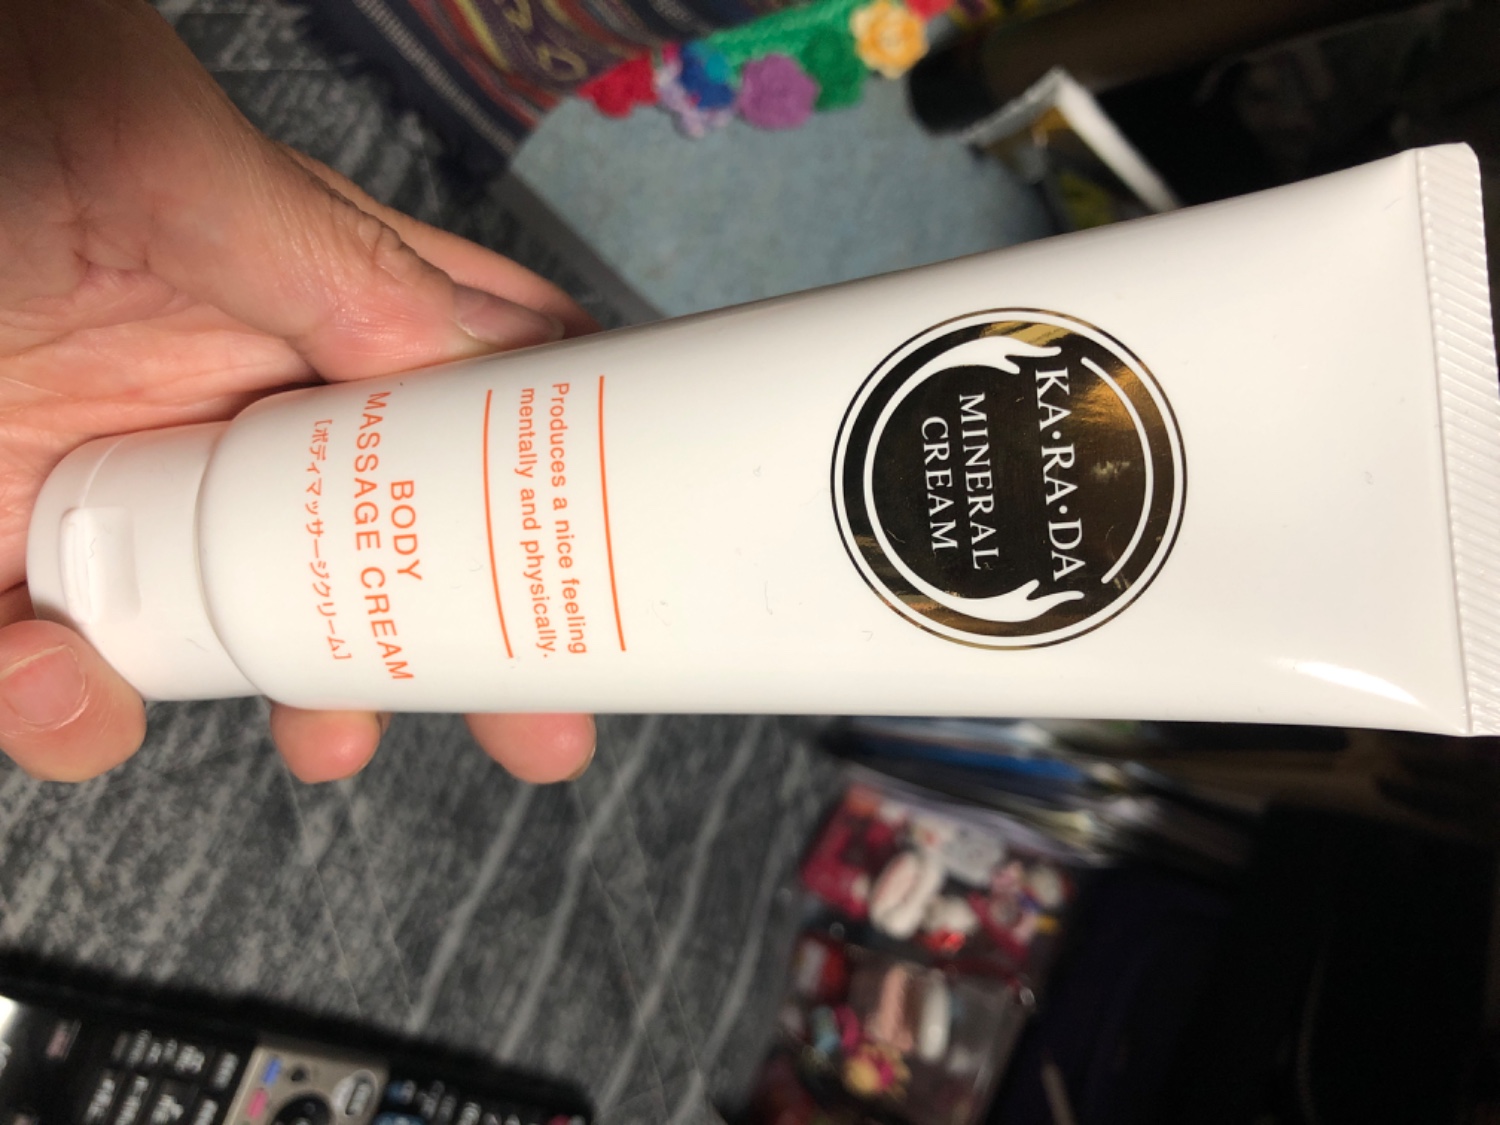 KA·RA·DA
MINERAL
CREAM
Produces a nice feeling
mentally and physically.
BODY
MASSAGE CREAM
[ボディマッサージクリーム]